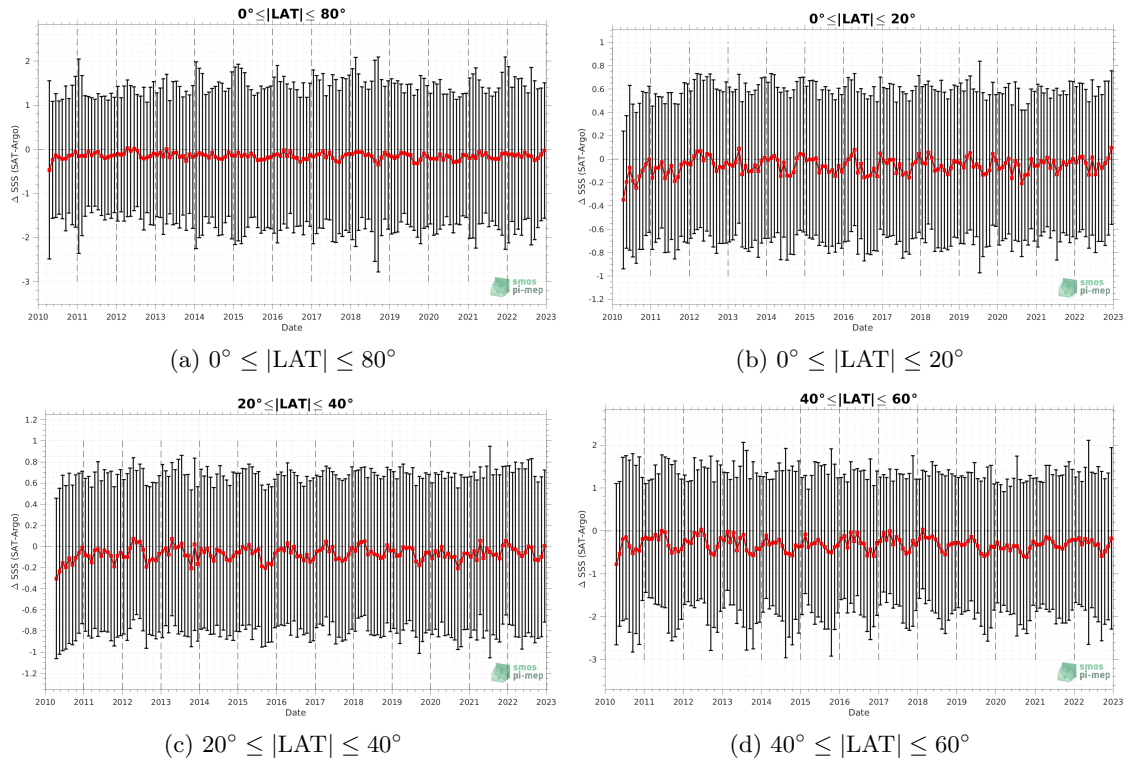 0°≤|LAT|≤ 80°
Δ SSS (SAT-Argo)
2
1
0
-1
-2
-3
2010 2011 2012 2013 2014 2015 2016 2017 2018 2019 2020 2021 2022 2023
Date
smos
pi-mep
(a) 0° ≤ |LAT| ≤ 80°
0°≤|LAT|≤ 20°
Δ SSS (SAT-Argo)
1
0.8
0.6
0.4
0.2
0
-0.2
-0.4
-0.6
-0.8
-1
-1.2
2010 2011 2012 2013 2014 2015 2016 2017 2018 2019 2020 2021 2022 2023
Date
smos
pi-mep
(b) 0° ≤ |LAT| ≤ 20°
20°≤|LAT|≤ 40°
Δ SSS (SAT-Argo)
1.2
1
0.8
0.6
0.4
0.2
0
-0.2
-0.4
-0.6
-0.8
-1
-1.2
2010 2011 2012 2013 2014 2015 2016 2017 2018 2019 2020 2021 2022 2023
Date
smos
pi-mep
(c) 20° ≤ |LAT| ≤ 40°
40°≤|LAT|≤ 60°
Δ SSS (SAT-Argo)
2
1
0
-1
-2
-3
2010 2011 2012 2013 2014 2015 2016 2017 2018 2019 2020 2021 2022 2023
Date
smos
pi-mep
(d) 40° ≤ |LAT| ≤ 60°